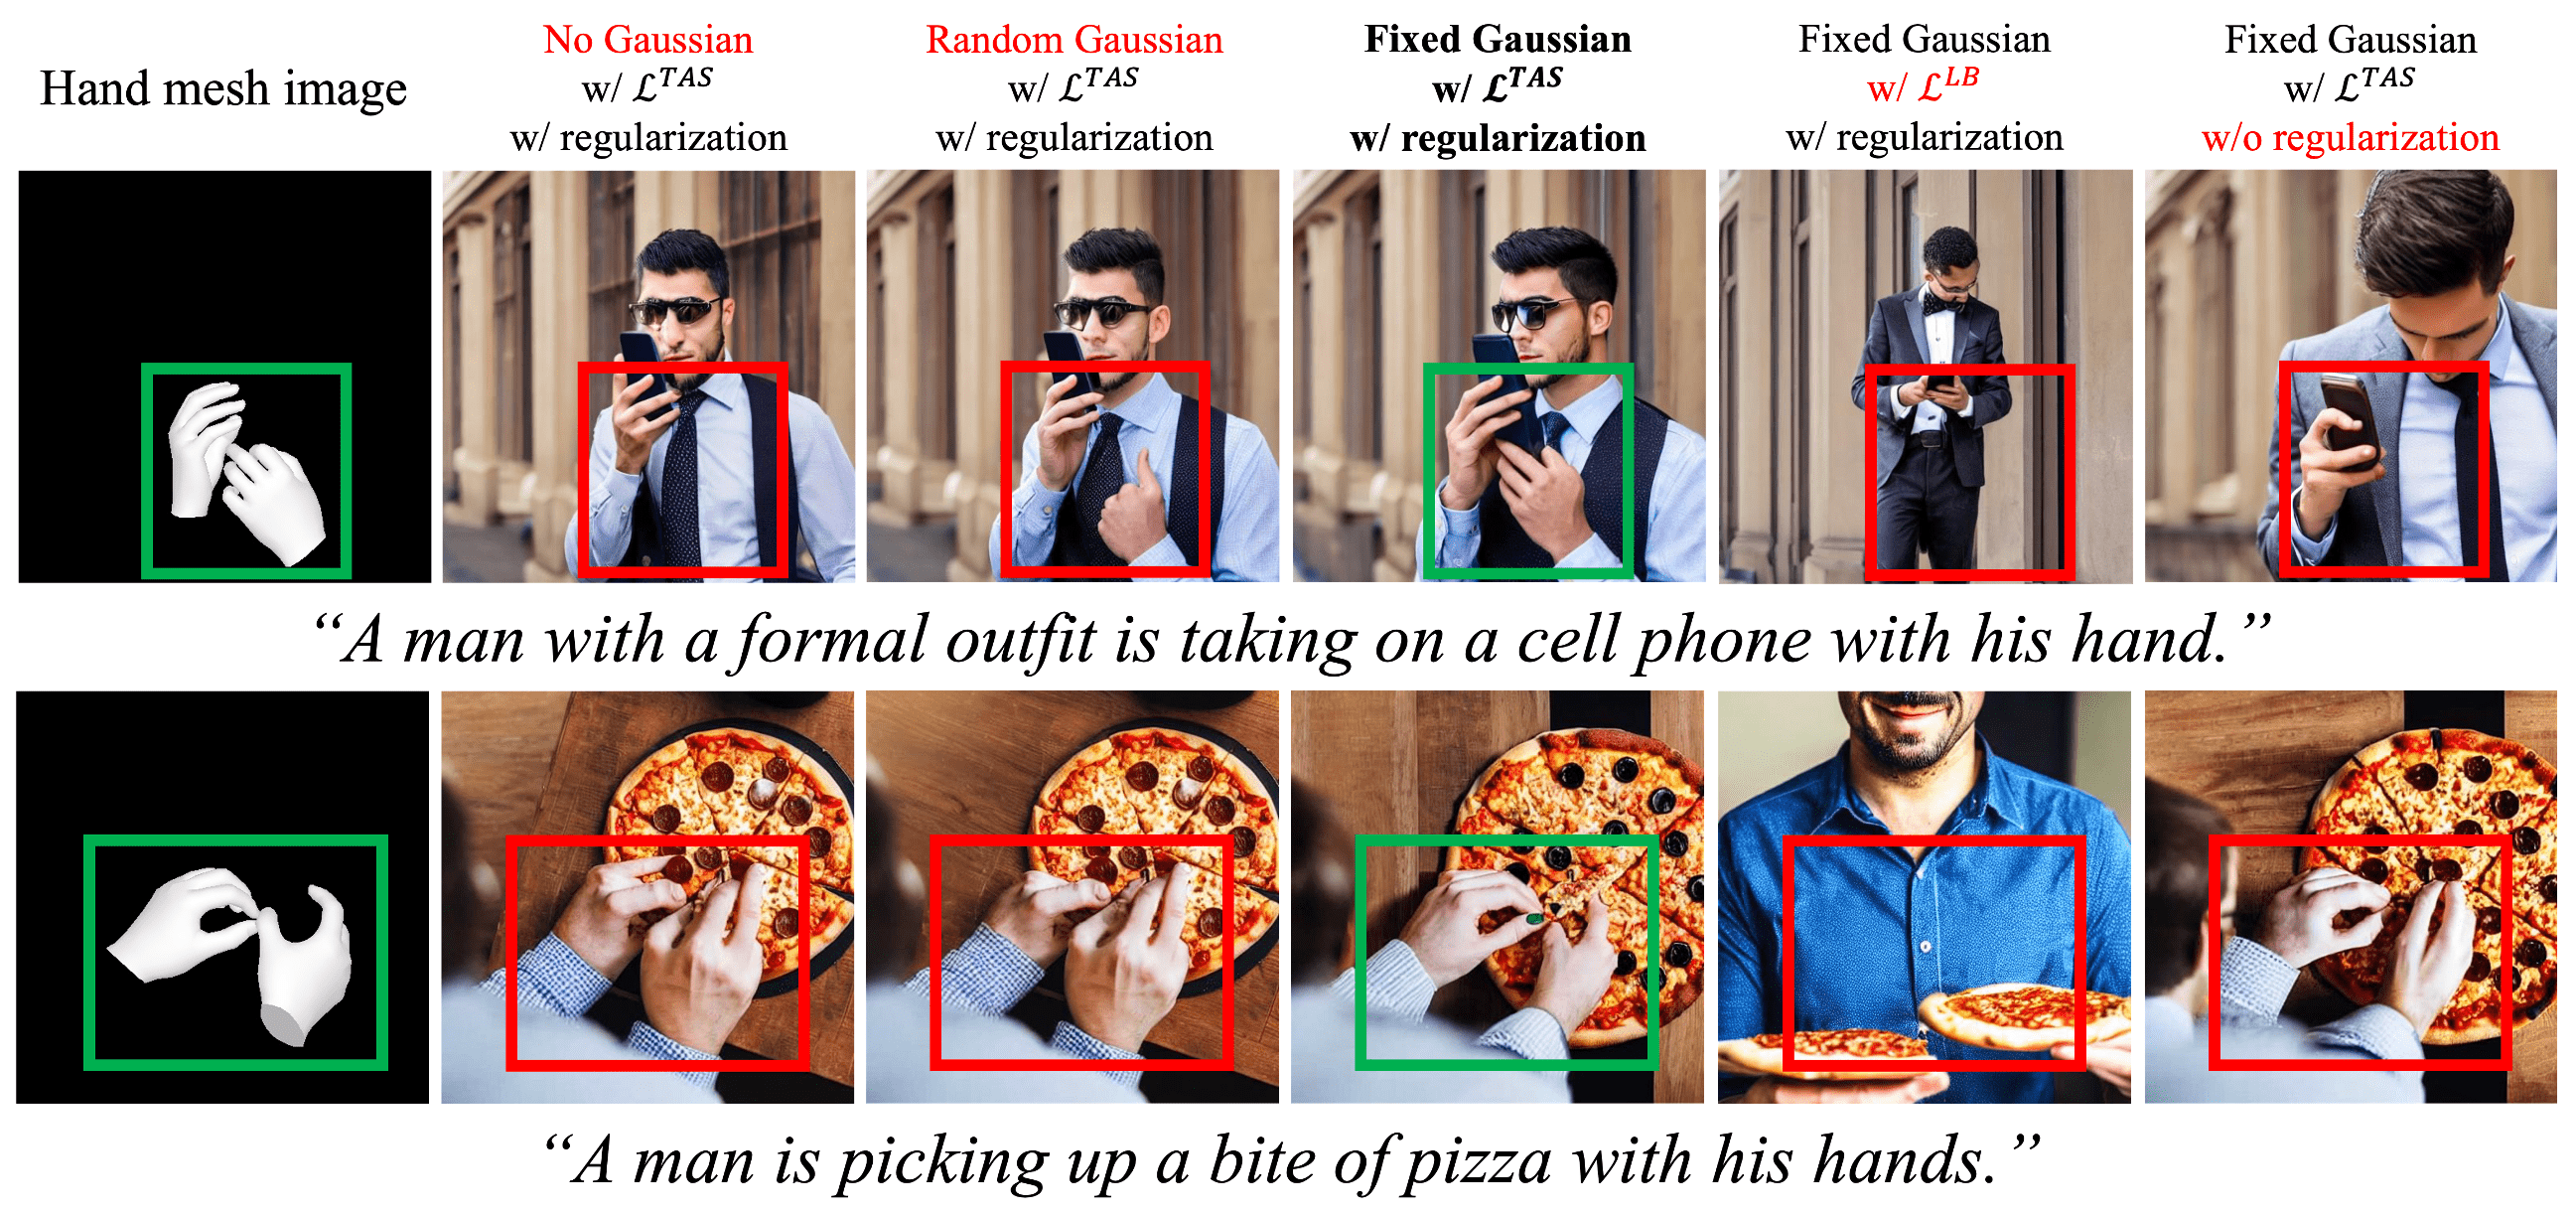 Hand mesh image
No Gaussian
w/ ℒ^TAS
w/ regularization
Random Gaussian
w/ ℒ^TAS
w/ regularization
Fixed Gaussian
w/ ℒ^TAS
w/ regularization
Fixed Gaussian
w/ ℒ^LB
w/ regularization
Fixed Gaussian
w/ ℒ^TAS
w/o regularization
“A man with a formal outfit is taking on a cell phone with his hand.”
“A man is picking up a bite of pizza with his hands.”